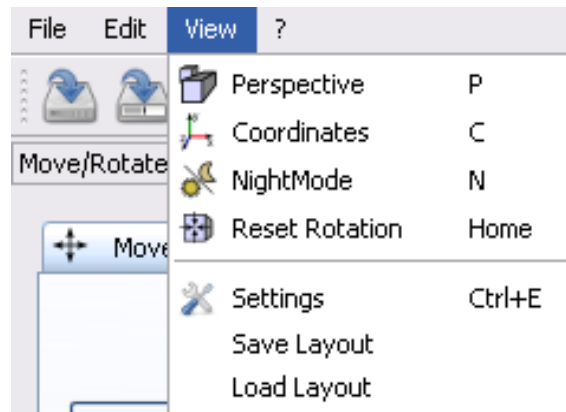 File Edit View ?
Perspective P
Coordinates C
Move/Rotate
NightMode N
Reset Rotation Home
Move
Settings Ctrl+E
Save Layout
Load Layout